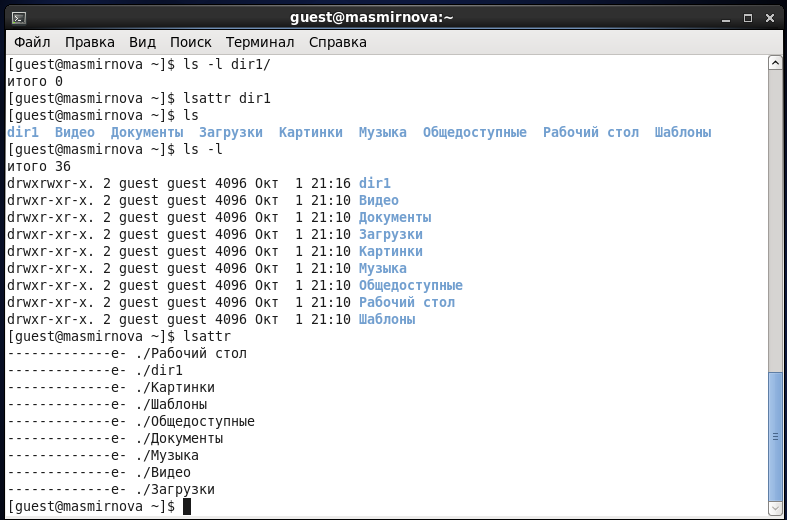 guest@masmirnova:~
Файл Правка Вид Поиск Терминал Справка
[guest@masmirnova ~]$ ls -l dir1/
итого 0
[guest@masmirnova ~]$ lsattr dir1
[guest@masmirnova ~]$ ls
dir1  Видео  Документы  Загрузки  Картинки  Музыка  Общедоступные  Рабочий стол  Шаблоны
[guest@masmirnova ~]$ ls -l
итого 36
drwxrwxr-x. 2 guest guest 4096 Окт  1 21:16 dir1
drwxr-xr-x. 2 guest guest 4096 Окт  1 21:10 Видео
drwxr-xr-x. 2 guest guest 4096 Окт  1 21:10 Документы
drwxr-xr-x. 2 guest guest 4096 Окт  1 21:10 Загрузки
drwxr-xr-x. 2 guest guest 4096 Окт  1 21:10 Картинки
drwxr-xr-x. 2 guest guest 4096 Окт  1 21:10 Музыка
drwxr-xr-x. 2 guest guest 4096 Окт  1 21:10 Общедоступные
drwxr-xr-x. 2 guest guest 4096 Окт  1 21:10 Рабочий стол
drwxr-xr-x. 2 guest guest 4096 Окт  1 21:10 Шаблоны
[guest@masmirnova ~]$ lsattr
-------------e- ./Рабочий стол
-------------e- ./dir1
-------------e- ./Картинки
-------------e- ./Шаблоны
-------------e- ./Общедоступные
-------------e- ./Документы
-------------e- ./Музыка
-------------e- ./Видео
-------------e- ./Загрузки
[guest@masmirnova ~]$